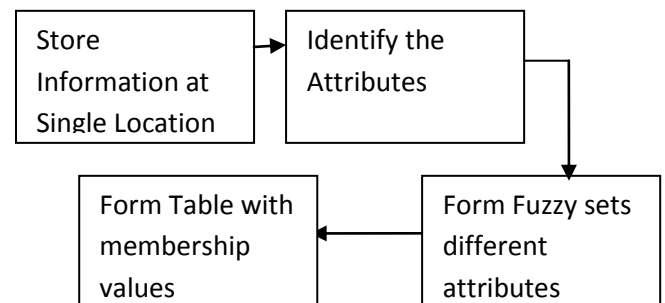 Store
Information at
Single Location
Identify the
Attributes
Form Fuzzy sets
different
attributes
Form Table with
membership
values